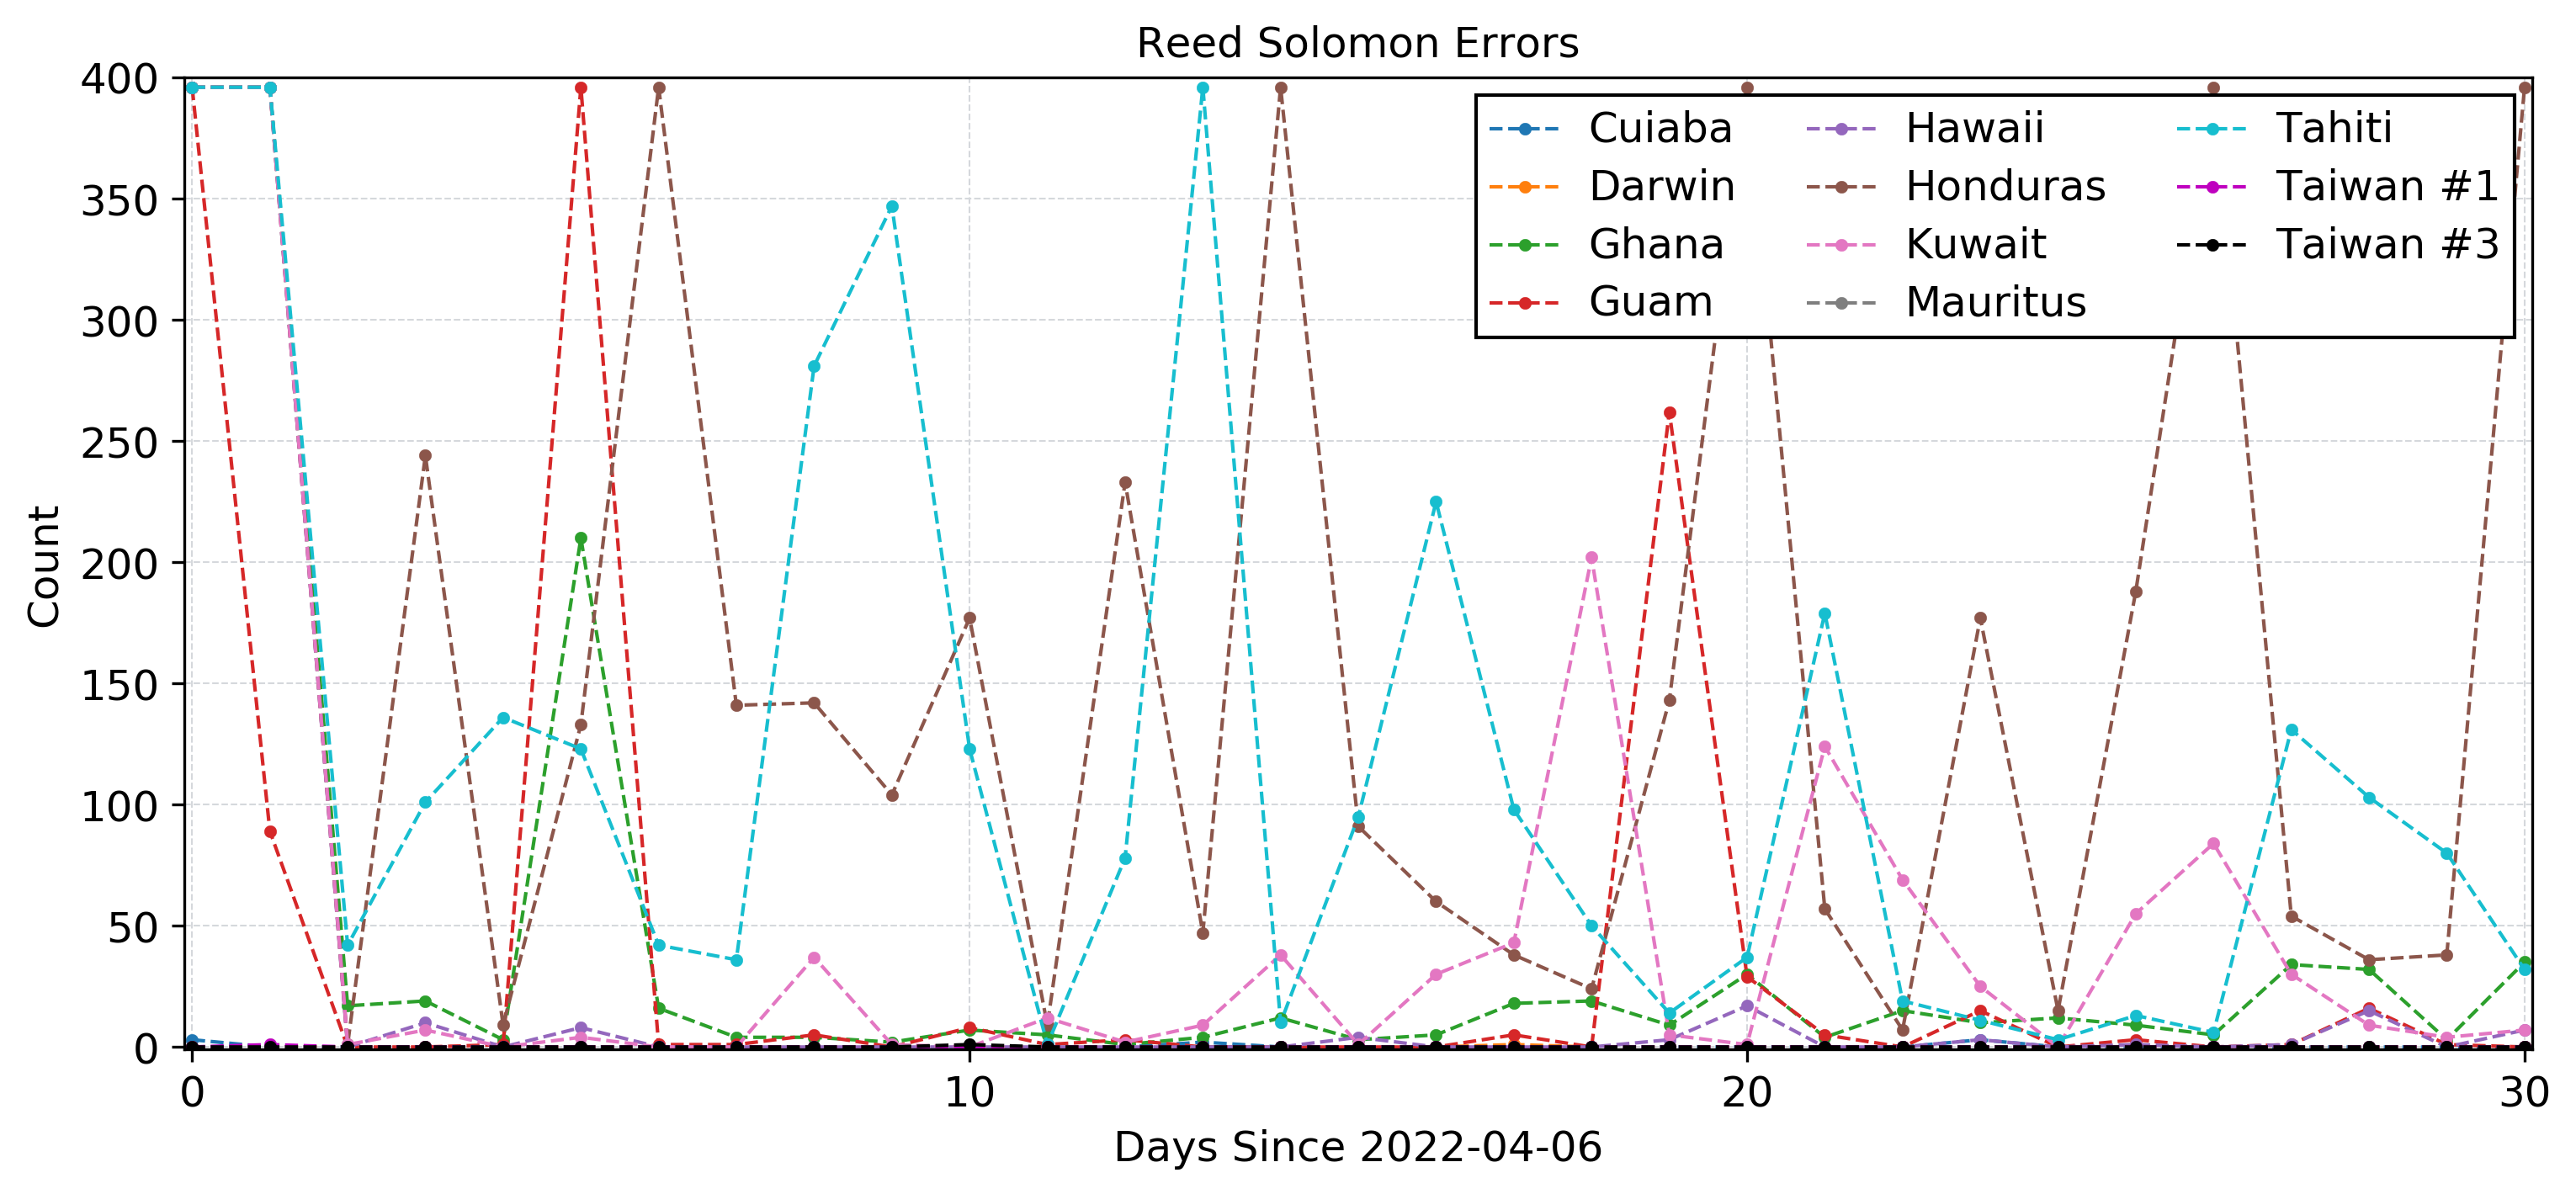 Reed Solomon Errors
400
350
300
250
200
150
100
50
0
Count
Cuiaba
Darwin
Ghana
Guam
Hawaii
Honduras
Kuwait
Mauritus
Tahiti
Taiwan #1
Taiwan #3
0 10 20 30
Days Since 2022-04-06